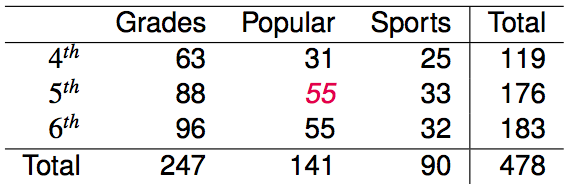 Grades Popular Sports Total
4th 63 31 25 119
5th 88 55 33 176
6th 96 55 32 183
Total 247 141 90 478